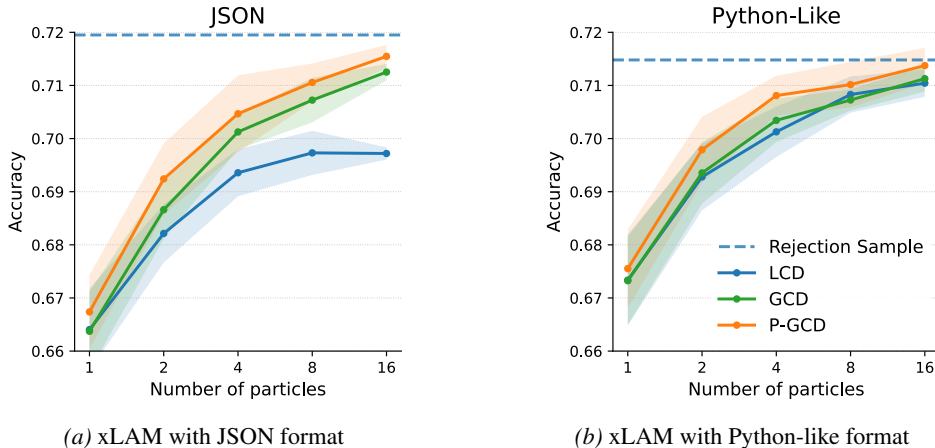 JSON
Accuracy
0.72
0.71
0.70
0.69
0.68
0.67
0.66
1
2
4
8
16
Number of particles
(a) xLAM with JSON format
Python-Like
Accuracy
0.72
0.71
0.70
0.69
0.68
0.67
0.66
Rejection Sample
LCD
GCD
P-GCD
1
2
4
8
16
Number of particles
(b) xLAM with Python-like format